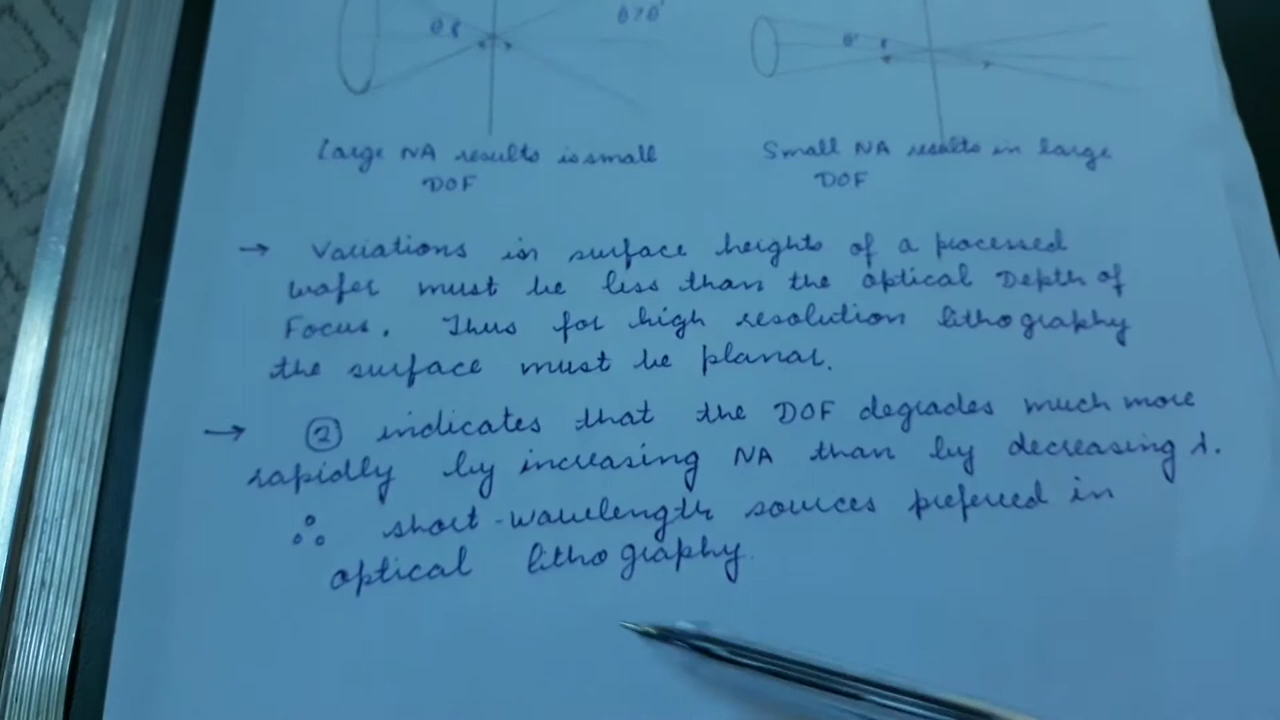 θ θ>θ'
θ'
Large NA results is small
DOF
Small NA results in large
DOF
→ Variations in surface heights of a processed
wafer must be less than the optical Depth of
Focus. Thus for high resolution lithography
the surface must be planar.
→ ② indicates that the DOF degrades much more
rapidly by increasing NA than by decreasing λ.
∴ short-wavelength sources preferred in
optical lithography.